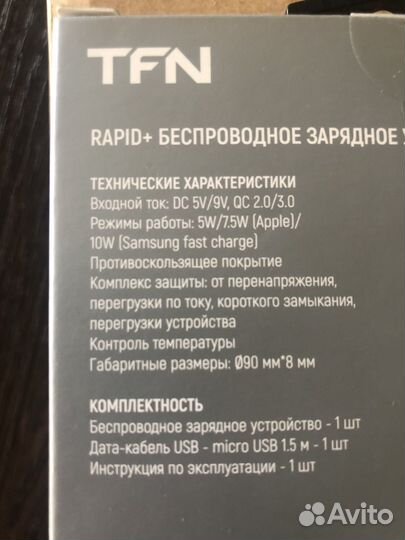 TFN
RAPID+ БЕСПРОВОДНОЕ ЗАРЯДНОЕ
ТЕХНИЧЕСКИЕ ХАРАКТЕРИСТИКИ
Входной ток: DC 5V/9V, QC 2.0/3.0
Режимы работы: 5W/7.5W (Apple)/
10W (Samsung fast charge)
Противоскользящее покрытие
Комплекс защиты: от перенапряжения,
перегрузки по току, короткого замыкания,
перегрузки устройства
Контроль температуры
Габаритные размеры: Ø90 мм*8 мм
КОМПЛЕКТНОСТЬ
Беспроводное зарядное устройство - 1 шт
Дата-кабель USB - micro USB 1.5 м - 1 шт
Инструкция по эксплуатации - 1 шт
Avito